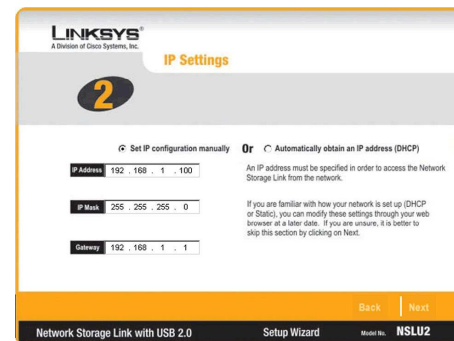 LINKSYS®
A Division of Cisco Systems, Inc.
IP Settings
2
Set IP configuration manually Or Automatically obtain an IP address (DHCP)
IP Address 192 . 168 . 1 . 100
An IP address must be specified in order to access the Network
Storage Link from the network.
IP Mask 255 . 255 . 255 . 0
If you are familiar with how your network is set up (DHCP
or Static), you can modify these settings through your web
browser at a later date. If you are unsure, it is better to
skip this section by clicking on Next.
Gateway 192 . 168 . 1 . 1
Back Next
Network Storage Link with USB 2.0 Setup Wizard Model No. NSLU2